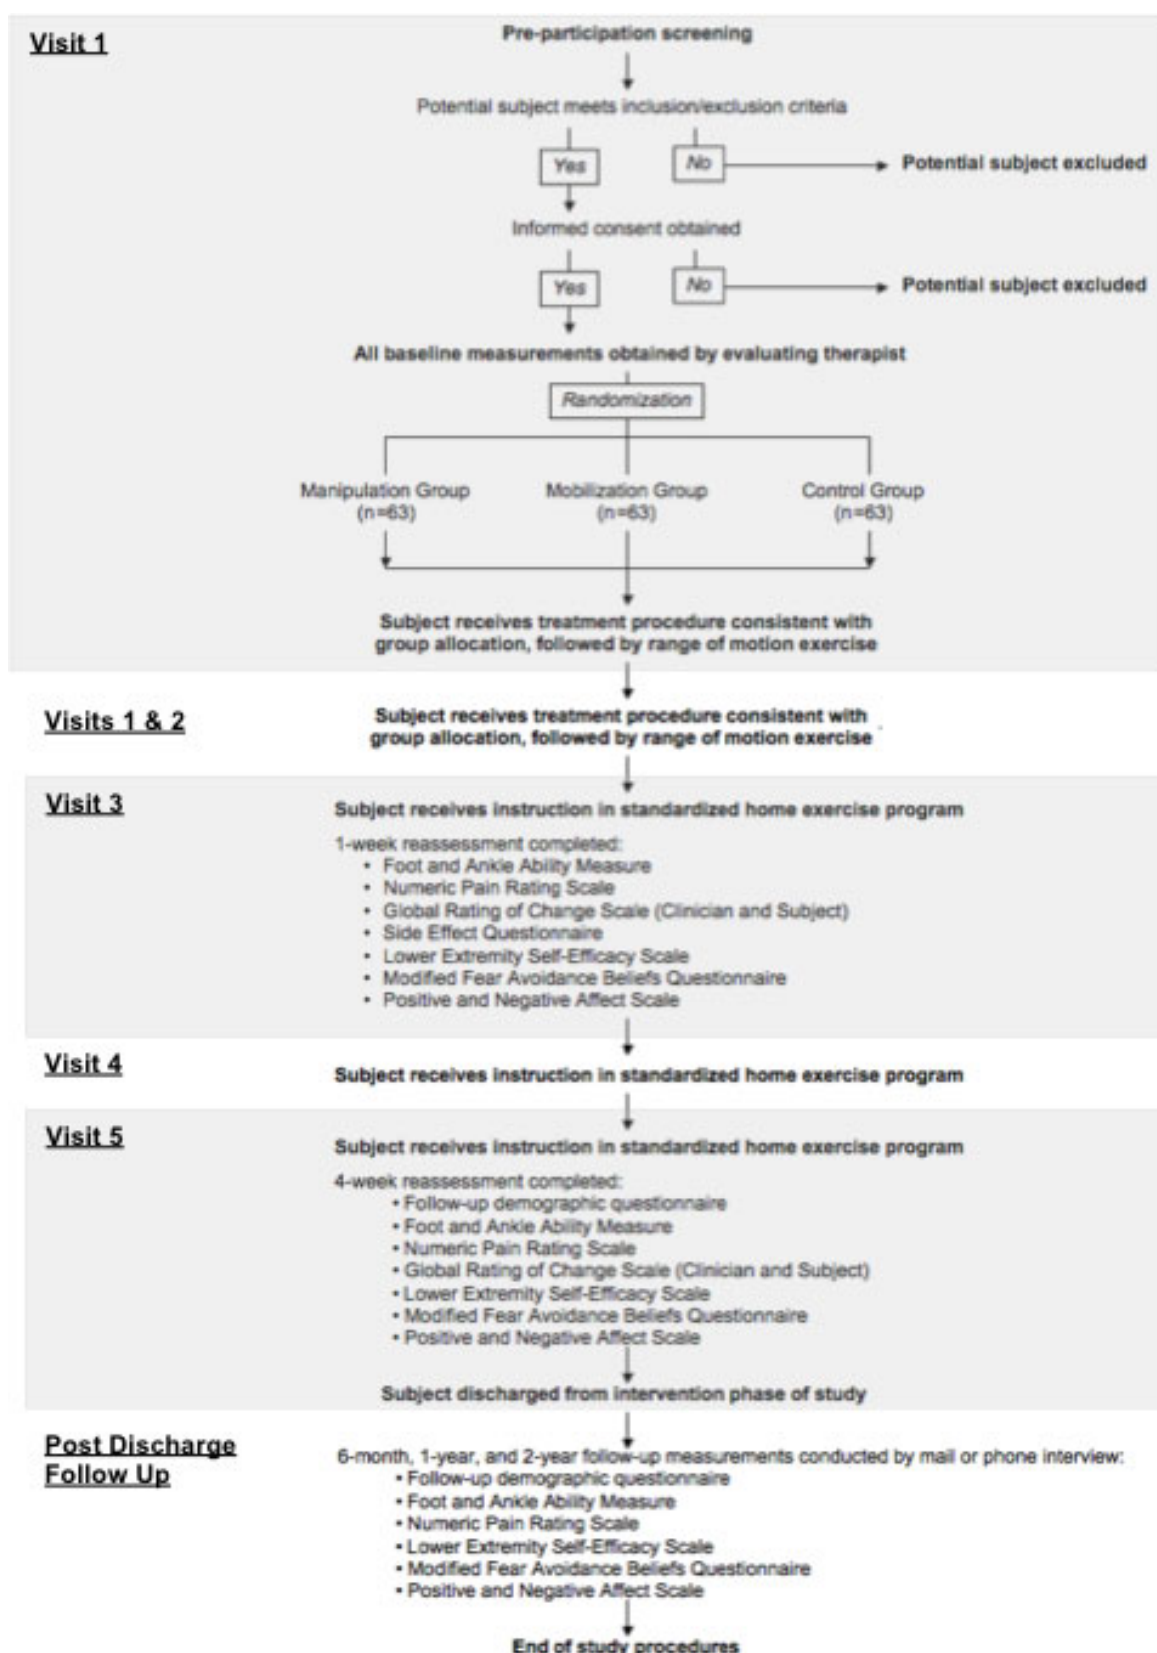 Visit 1
Pre-participation screening
Potential subject meets inclusion/exclusion criteria
Yes
No
Potential subject excluded
Informed consent obtained
Yes
No
Potential subject excluded
All baseline measurements obtained by evaluating therapist
Randomization
Manipulation Group
(n=63)
Mobilization Group
(n=63)
Control Group
(n=63)
Subject receives treatment procedure consistent with
group allocation, followed by range of motion exercise
Visits 1 & 2
Subject receives treatment procedure consistent with
group allocation, followed by range of motion exercise
Visit 3
Subject receives instruction in standardized home exercise program
1-week reassessment completed:
• Foot and Ankle Ability Measure
• Numeric Pain Rating Scale
• Global Rating of Change Scale (Clinician and Subject)
• Side Effect Questionnaire
• Lower Extremity Self-Efficacy Scale
• Modified Fear Avoidance Beliefs Questionnaire
• Positive and Negative Affect Scale
Visit 4
Subject receives instruction in standardized home exercise program
Visit 5
Subject receives instruction in standardized home exercise program
4-week reassessment completed:
• Follow-up demographic questionnaire
• Foot and Ankle Ability Measure
• Numeric Pain Rating Scale
• Global Rating of Change Scale (Clinician and Subject)
• Lower Extremity Self-Efficacy Scale
• Modified Fear Avoidance Beliefs Questionnaire
• Positive and Negative Affect Scale
Subject discharged from intervention phase of study
Post Discharge
Follow Up
6-month, 1-year, and 2-year follow-up measurements conducted by mail or phone interview:
• Follow-up demographic questionnaire
• Foot and Ankle Ability Measure
• Numeric Pain Rating Scale
• Lower Extremity Self-Efficacy Scale
• Modified Fear Avoidance Beliefs Questionnaire
• Positive and Negative Affect Scale
End of study procedures